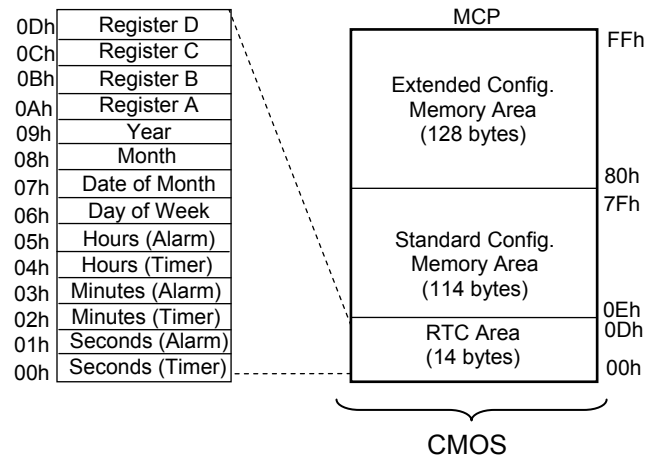 0Dh Register D
0Ch Register C
0Bh Register B
0Ah Register A
09h Year
08h Month
07h Date of Month
06h Day of Week
05h Hours (Alarm)
04h Hours (Timer)
03h Minutes (Alarm)
02h Minutes (Timer)
01h Seconds (Alarm)
00h Seconds (Timer)
MCP
FFh
Extended Config.
Memory Area
(128 bytes)
80h
7Fh
Standard Config.
Memory Area
(114 bytes)
0Eh
0Dh
RTC Area
(14 bytes)
00h
CMOS